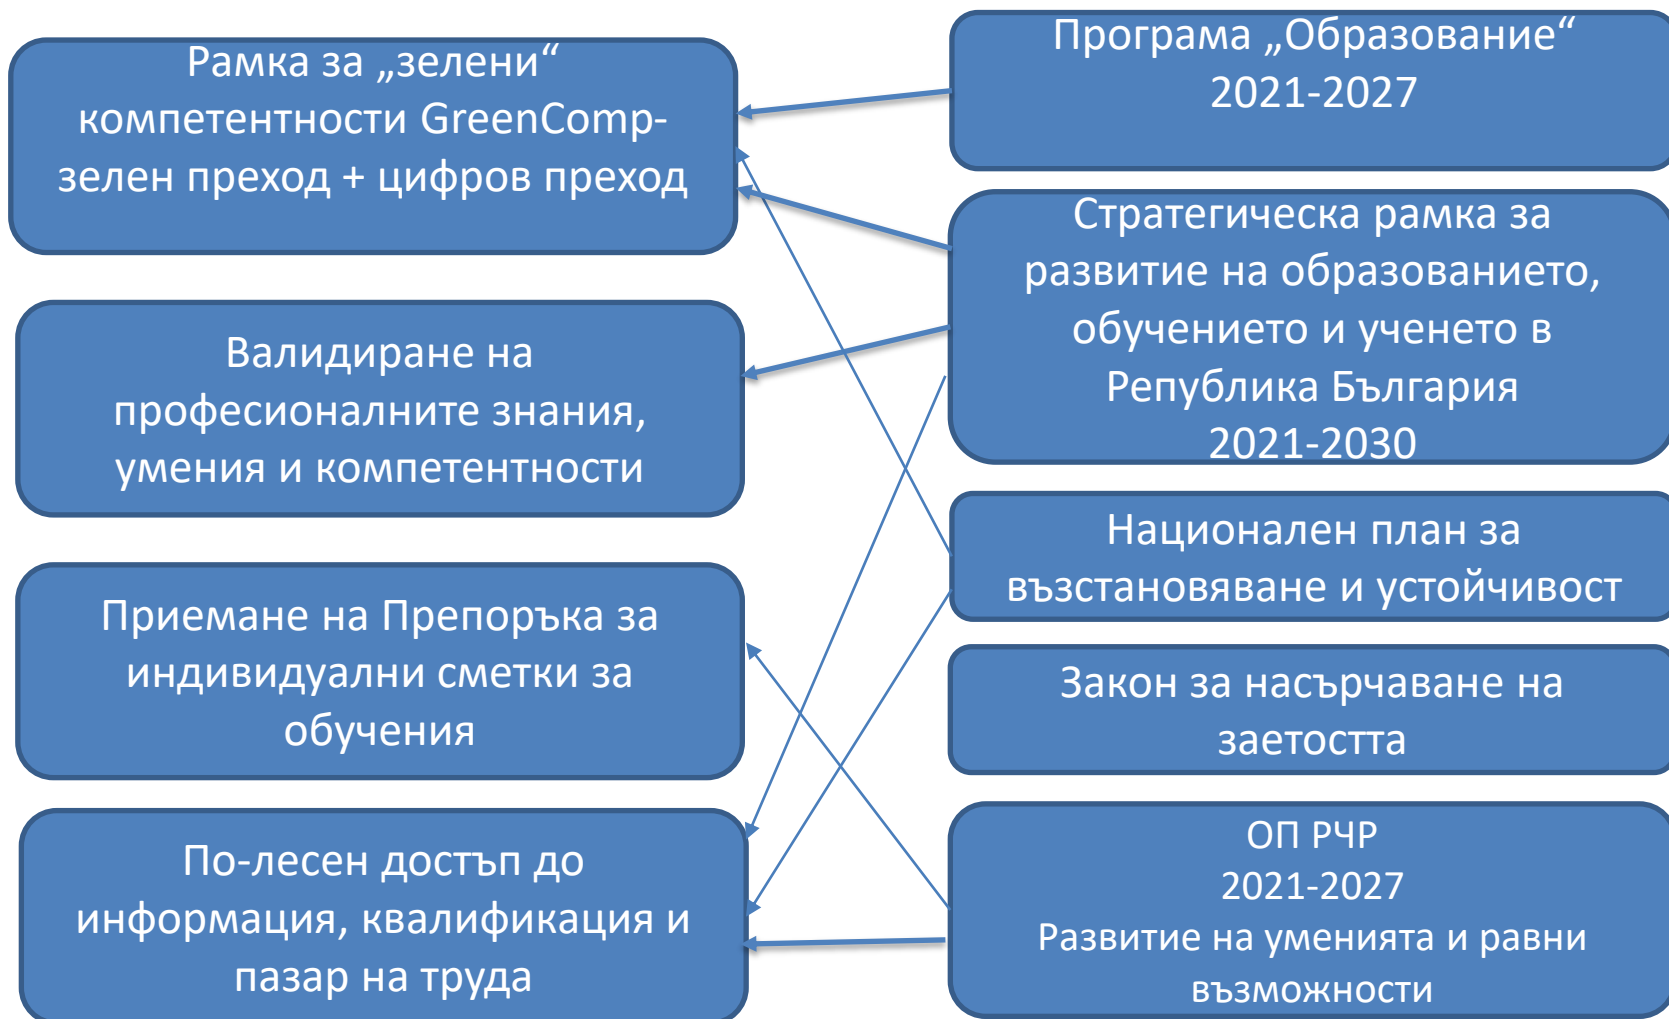 Рамка за „зелени“
компетентности GreenComp-
зелен преход + цифров преход
Валидиране на
професионалните знания,
умения и компетентности
Приемане на Препоръка за
индивидуални сметки за
обучения
По-лесен достъп до
информация, квалификация и
пазар на труда
Програма „Образование“
2021-2027
Стратегическа рамка за
развитие на образованието,
обучението и ученето в
Република България
2021-2030
Национален план за
възстановяване и устойчивост
Закон за насърчаване на
заетостта
ОП РЧР
2021-2027
Развитие на уменията и равни
възможности